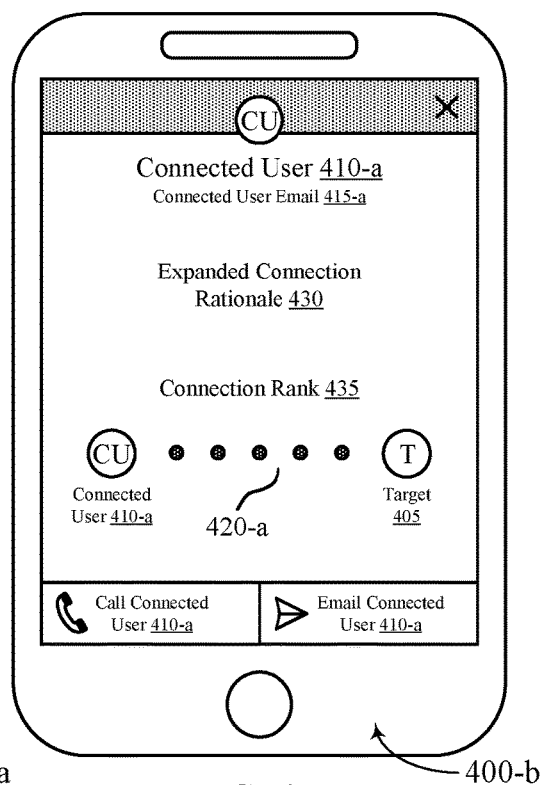 CU
Connected User 410-a
Connected User Email 415-a
Expanded Connection
Rationale 430
Connection Rank 435
CU
T
Connected
User 410-a
Target
405
420-a
Call Connected
User 410-a
Email Connected
User 410-a
a
400-b